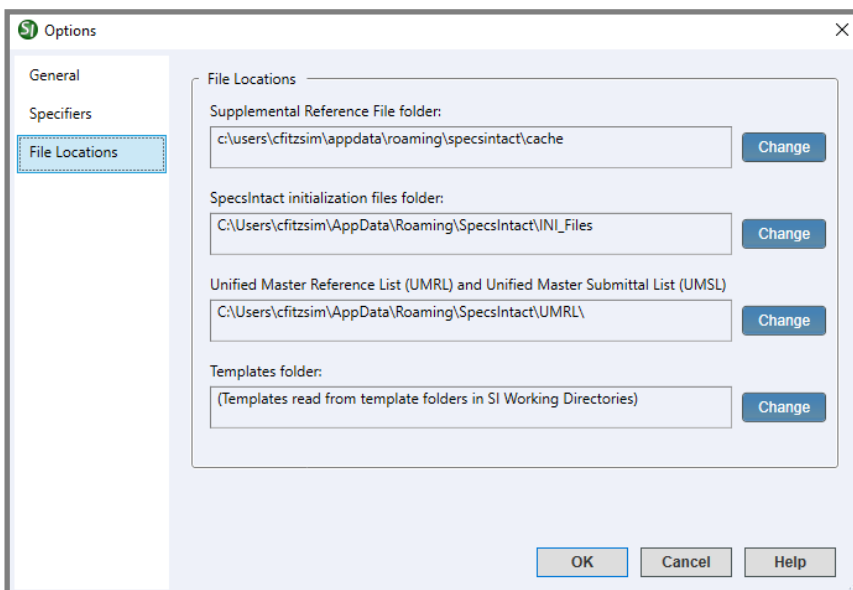 SI Options
General
Specifiers
File Locations
File Locations
Supplemental Reference File folder:
c:\users\cfitzsim\appdata\roaming\specsintact\cache
Change
SpecsIntact initialization files folder:
C:\Users\cfitzsim\AppData\Roaming\SpecsIntact\INI_Files
Change
Unified Master Reference List (UMRL) and Unified Master Submittal List (UMSL)
C:\Users\cfitzsim\AppData\Roaming\SpecsIntact\UMRL\
Change
Templates folder:
(Templates read from template folders in SI Working Directories)
Change
OK Cancel Help